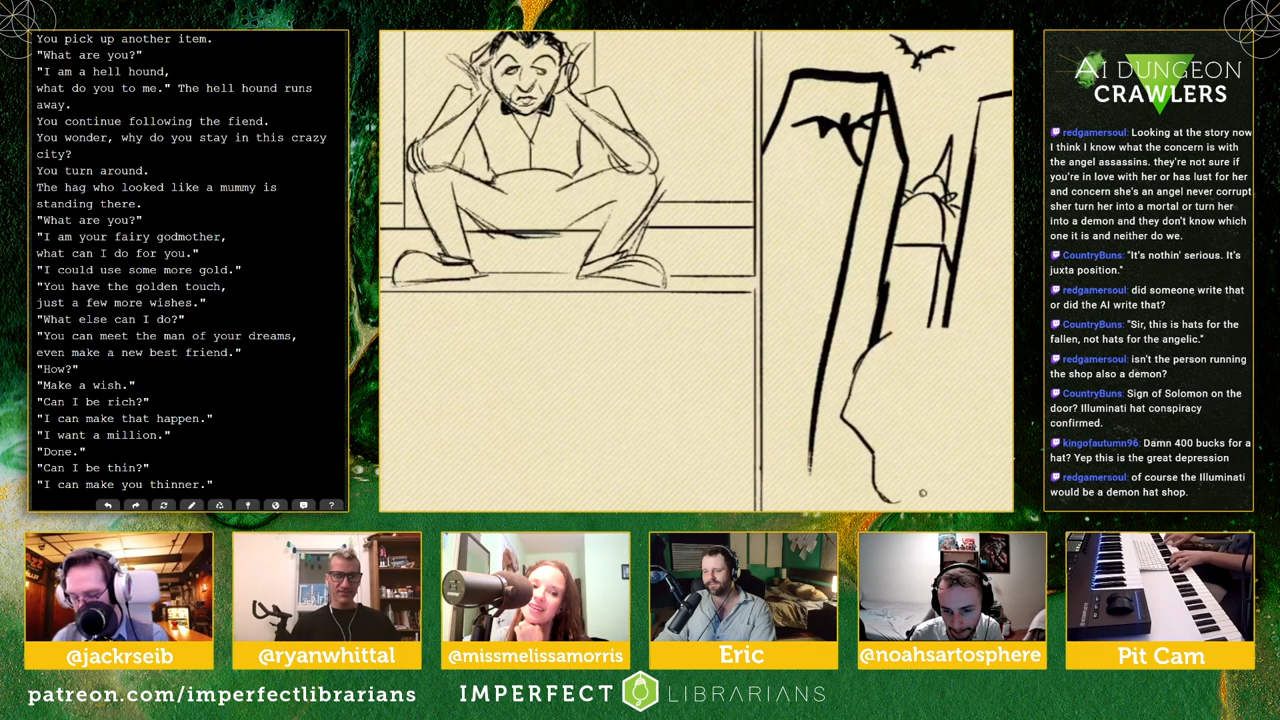 You pick up another item.
"What are you?"
"I am a hell hound,
what do you to me." The hell hound runs
away.
You continue following the fiend.
You wonder, why do you stay in this crazy
city?
You turn around.
The hag who looked like a mummy is
standing there.
"What are you?"
"I am your fairy godmother,
what can I do for you."
"I could use some more gold."
"You have the golden touch,
just a few more wishes."
"What else can I do?"
"You can meet the man of your dreams,
even make a new best friend."
"How?"
"Make a wish."
"Can I be rich?"
"I can make that happen."
"I want a million."
"Done."
"Can I be thin?"
"I can make you thinner."
?
AI DUNGEON
CRAWLERS
redgamersoul: Looking at the story now
I think I know what the concern is with
the angel assassins. they're not sure if
you're in love with her or has lust for her
and concern she's an angel never corrupt
sher turn her into a mortal or turn her
into a demon and they don't know which
one it is and neither do we.
CountryBuns: "It's nothin' serious. It's
juxta position."
redgamersoul: did someone write that
or did the AI write that?
CountryBuns: "Sir, this is hats for the
fallen, not hats for the angelic."
redgamersoul: isn't the person running
the shop also a demon?
CountryBuns: Sign of Solomon on the
door? Illuminati hat conspiracy
confirmed.
kingofautumn96: Damn 400 bucks for a
hat? Yep this is the great depression
redgamersoul: of course the Illuminati
would be a demon hat shop.
@jackrseib
@ryanwhittal
@missmelissamorris
Eric
@noahsartosphere
Pit Cam
patreon.com/imperfectlibrarians
IMPERFECT LIBRARIANS